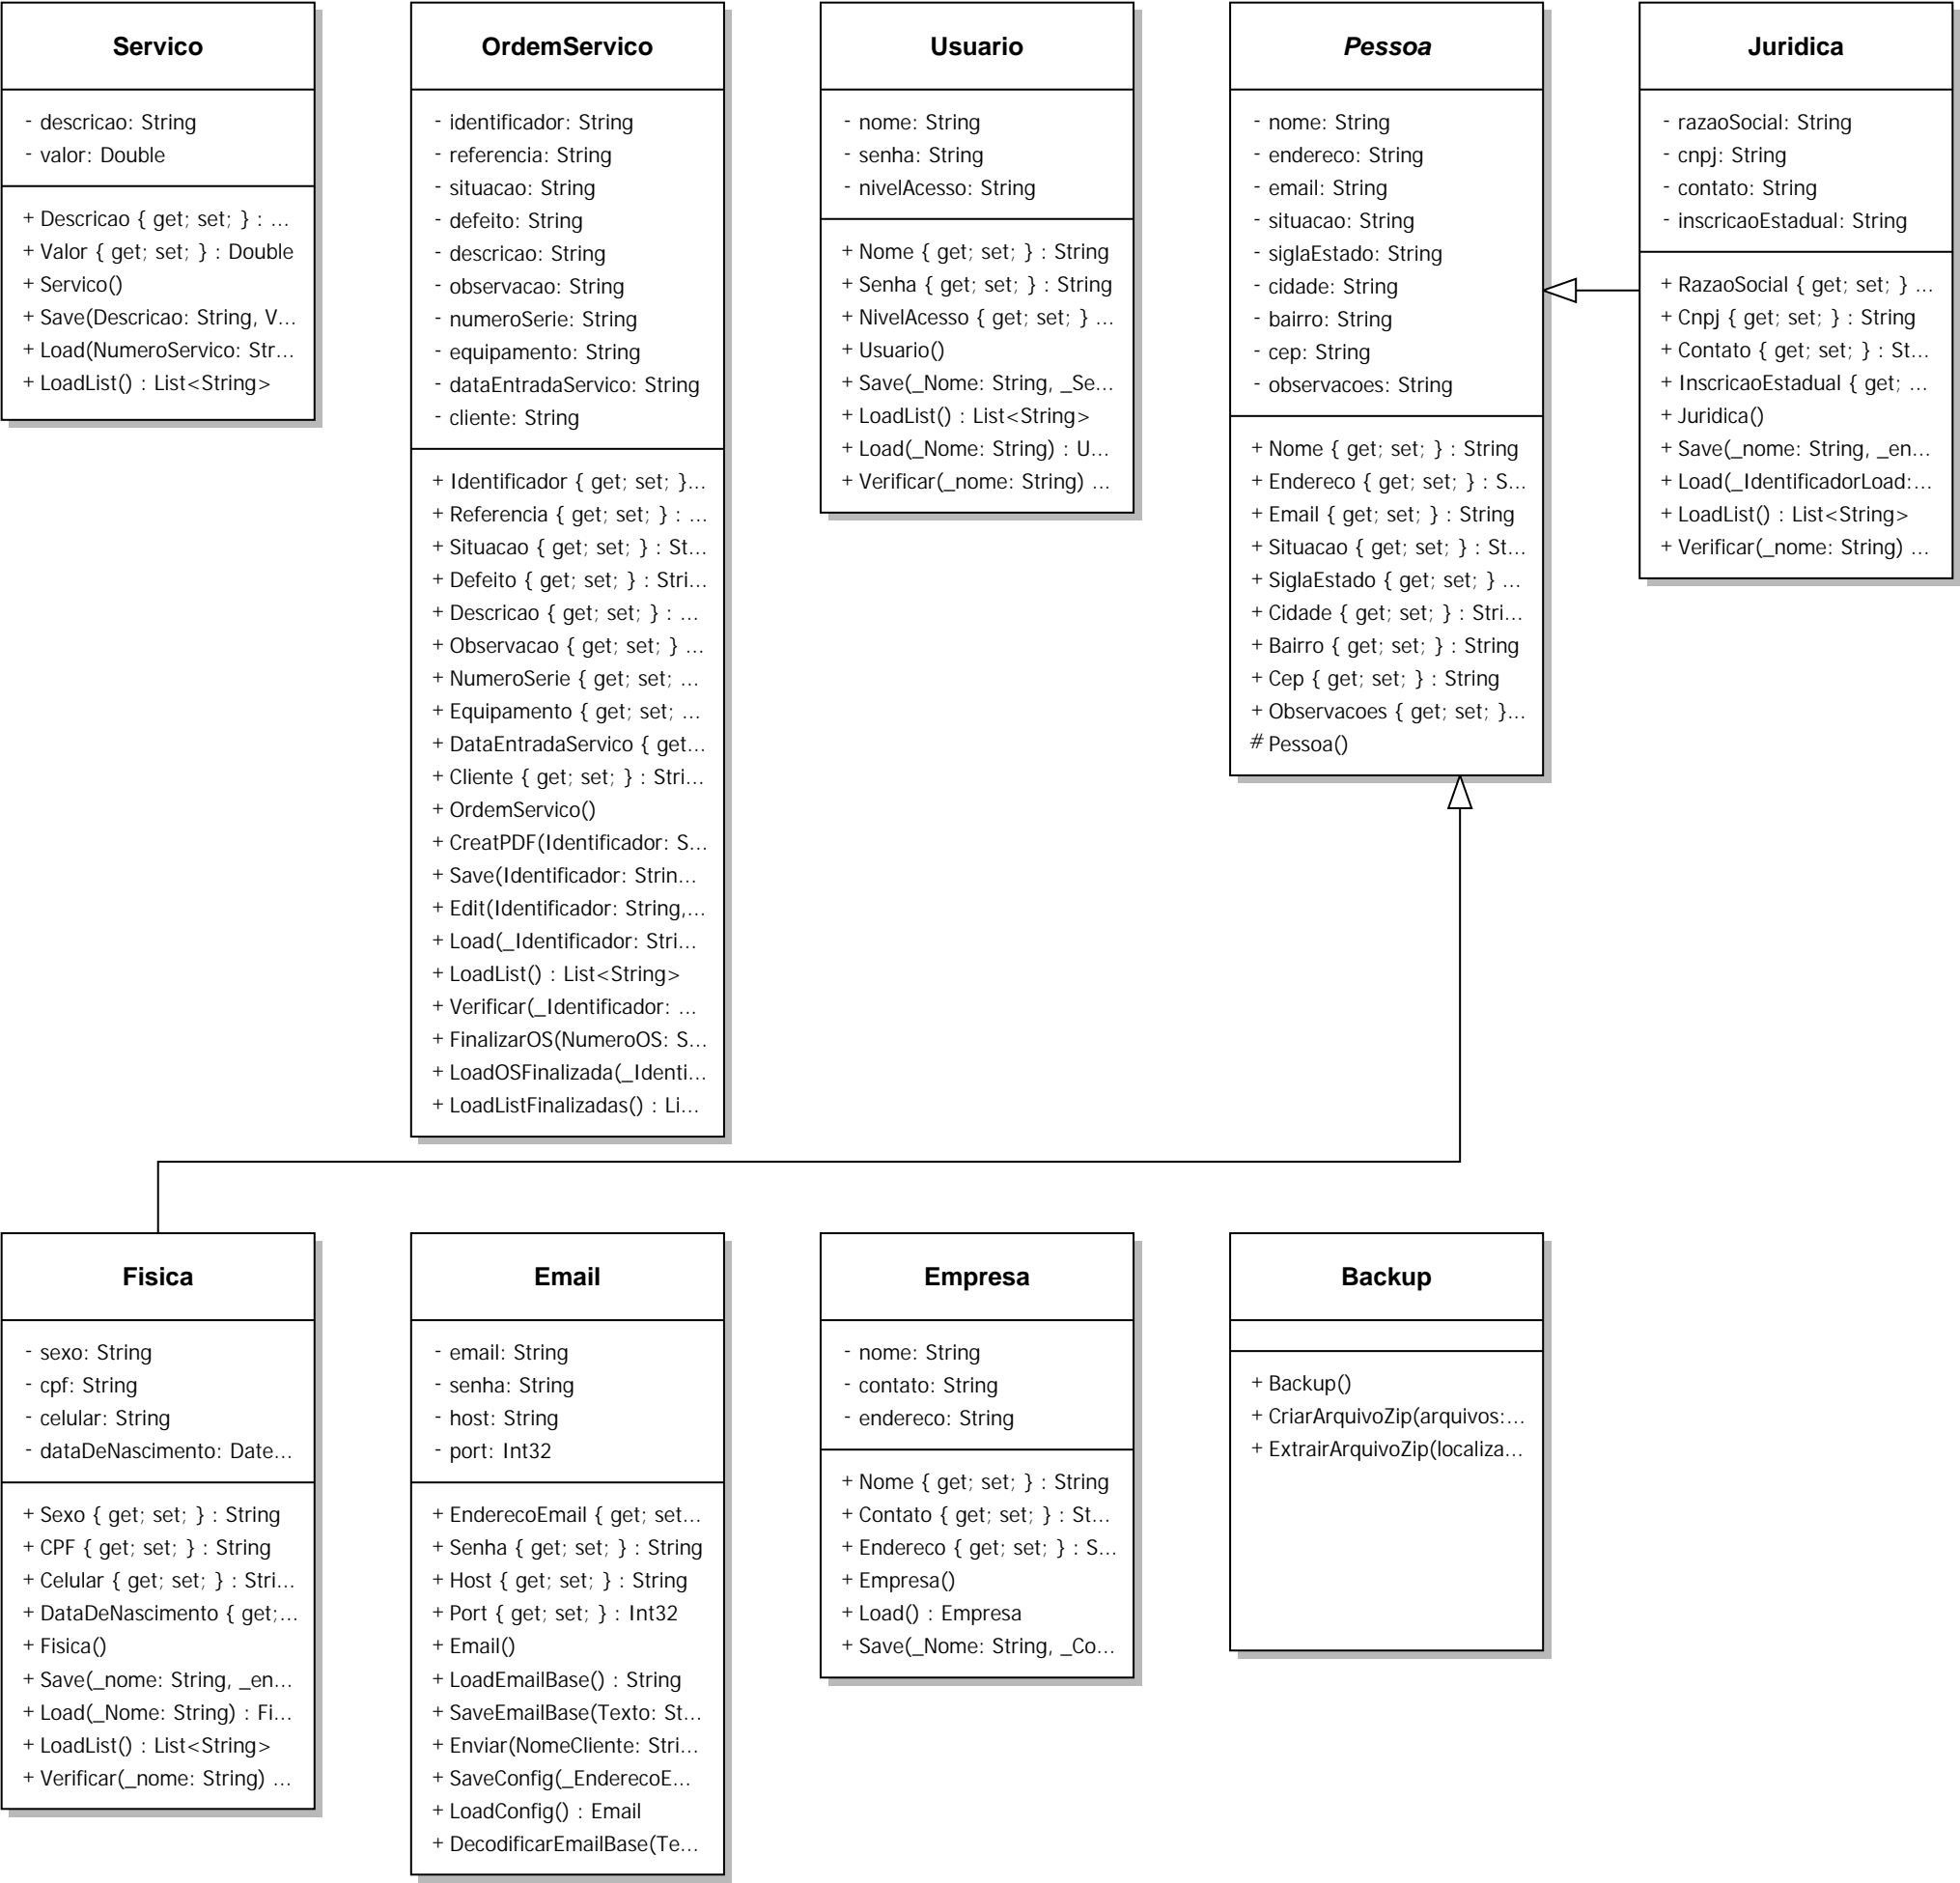 Servico
- descricao: String
- valor: Double
+ Descricao { get; set; } : ...
+ Valor { get; set; } : Double
+ Servico()
+ Save(Descricao: String, V...
+ Load(NumeroServico: Str...
+ LoadList() : List<String>
OrdemServico
- identificador: String
- referencia: String
- situacao: String
- defeito: String
- descricao: String
- observacao: String
- numeroSerie: String
- equipamento: String
- dataEntradaServico: String
- cliente: String
+ Identificador { get; set; }...
+ Referencia { get; set; } : ...
+ Situacao { get; set; } : St...
+ Defeito { get; set; } : Stri...
+ Descricao { get; set; } : ...
+ Observacao { get; set; } ...
+ NumeroSerie { get; set; ...
+ Equipamento { get; set; ...
+ DataEntradaServico { get...
+ Cliente { get; set; } : Stri...
+ OrdemServico()
+ CreatPDF(Identificador: S...
+ Save(Identificador: Strin...
+ Edit(Identificador: String,...
+ Load(_Identificador: Stri...
+ LoadList() : List<String>
+ Verificar(_Identificador: ...
+ FinalizarOS(NumeroOS: S...
+ LoadOSFinalizada(_Identi...
+ LoadListFinalizadas() : Li...
Usuario
- nome: String
- senha: String
- nivelAcesso: String
+ Nome { get; set; } : String
+ Senha { get; set; } : String
+ NivelAcesso { get; set; } ...
+ Usuario()
+ Save(_Nome: String, _Se...
+ LoadList() : List<String>
+ Load(_Nome: String) : U...
+ Verificar(_nome: String) ...
Pessoa
- nome: String
- endereco: String
- email: String
- situacao: String
- siglaEstado: String
- cidade: String
- bairro: String
- cep: String
- observacoes: String
+ Nome { get; set; } : String
+ Endereco { get; set; } : S...
+ Email { get; set; } : String
+ Situacao { get; set; } : St...
+ SiglaEstado { get; set; } ...
+ Cidade { get; set; } : Stri...
+ Bairro { get; set; } : String
+ Cep { get; set; } : String
+ Observacoes { get; set; }...
# Pessoa()
Juridica
- razaoSocial: String
- cnpj: String
- contato: String
- inscricaoEstadual: String
+ RazaoSocial { get; set; } ...
+ Cnpj { get; set; } : String
+ Contato { get; set; } : St...
+ InscricaoEstadual { get; ...
+ Juridica()
+ Save(_nome: String, _en...
+ Load(_IdentificadorLoad:...
+ LoadList() : List<String>
+ Verificar(_nome: String) ...
Fisica
- sexo: String
- cpf: String
- celular: String
- dataDeNascimento: Date...
+ Sexo { get; set; } : String
+ CPF { get; set; } : String
+ Celular { get; set; } : Stri...
+ DataDeNascimento { get;...
+ Fisica()
+ Save(_nome: String, _en...
+ Load(_Nome: String) : Fi...
+ LoadList() : List<String>
+ Verificar(_nome: String) ...
Email
- email: String
- senha: String
- host: String
- port: Int32
+ EnderecoEmail { get; set...
+ Senha { get; set; } : String
+ Host { get; set; } : String
+ Port { get; set; } : Int32
+ Email()
+ LoadEmailBase() : String
+ SaveEmailBase(Texto: St...
+ Enviar(NomeCliente: Stri...
+ SaveConfig(_EnderecoE...
+ LoadConfig() : Email
+ DecodificarEmailBase(Te...
Empresa
- nome: String
- contato: String
- endereco: String
+ Nome { get; set; } : String
+ Contato { get; set; } : St...
+ Endereco { get; set; } : S...
+ Empresa()
+ Load() : Empresa
+ Save(_Nome: String, _Co...
Backup
+ Backup()
+ CriarArquivoZip(arquivos:...
+ ExtrairArquivoZip(localiza...